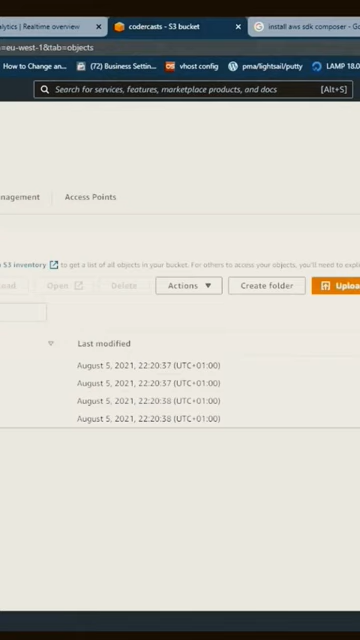 alytics | Realtime overview × codercasts - S3 bucket × install aws sdk composer - Go
=eu-west-1&tab=objects
How to Change an... (72) Business Settin... vhost config pma/lightsail/putty LAMP 18.0
Search for services, features, marketplace products, and docs [Alt+S]
nagement Access Points
S3 inventory to get a list of all objects in your bucket. For others to access your objects, you'll need to expli
oad Open Delete Actions ▼ Create folder Uploa
Last modified
August 5, 2021, 22:20:37 (UTC+01:00)
August 5, 2021, 22:20:37 (UTC+01:00)
August 5, 2021, 22:20:38 (UTC+01:00)
August 5, 2021, 22:20:38 (UTC+01:00)